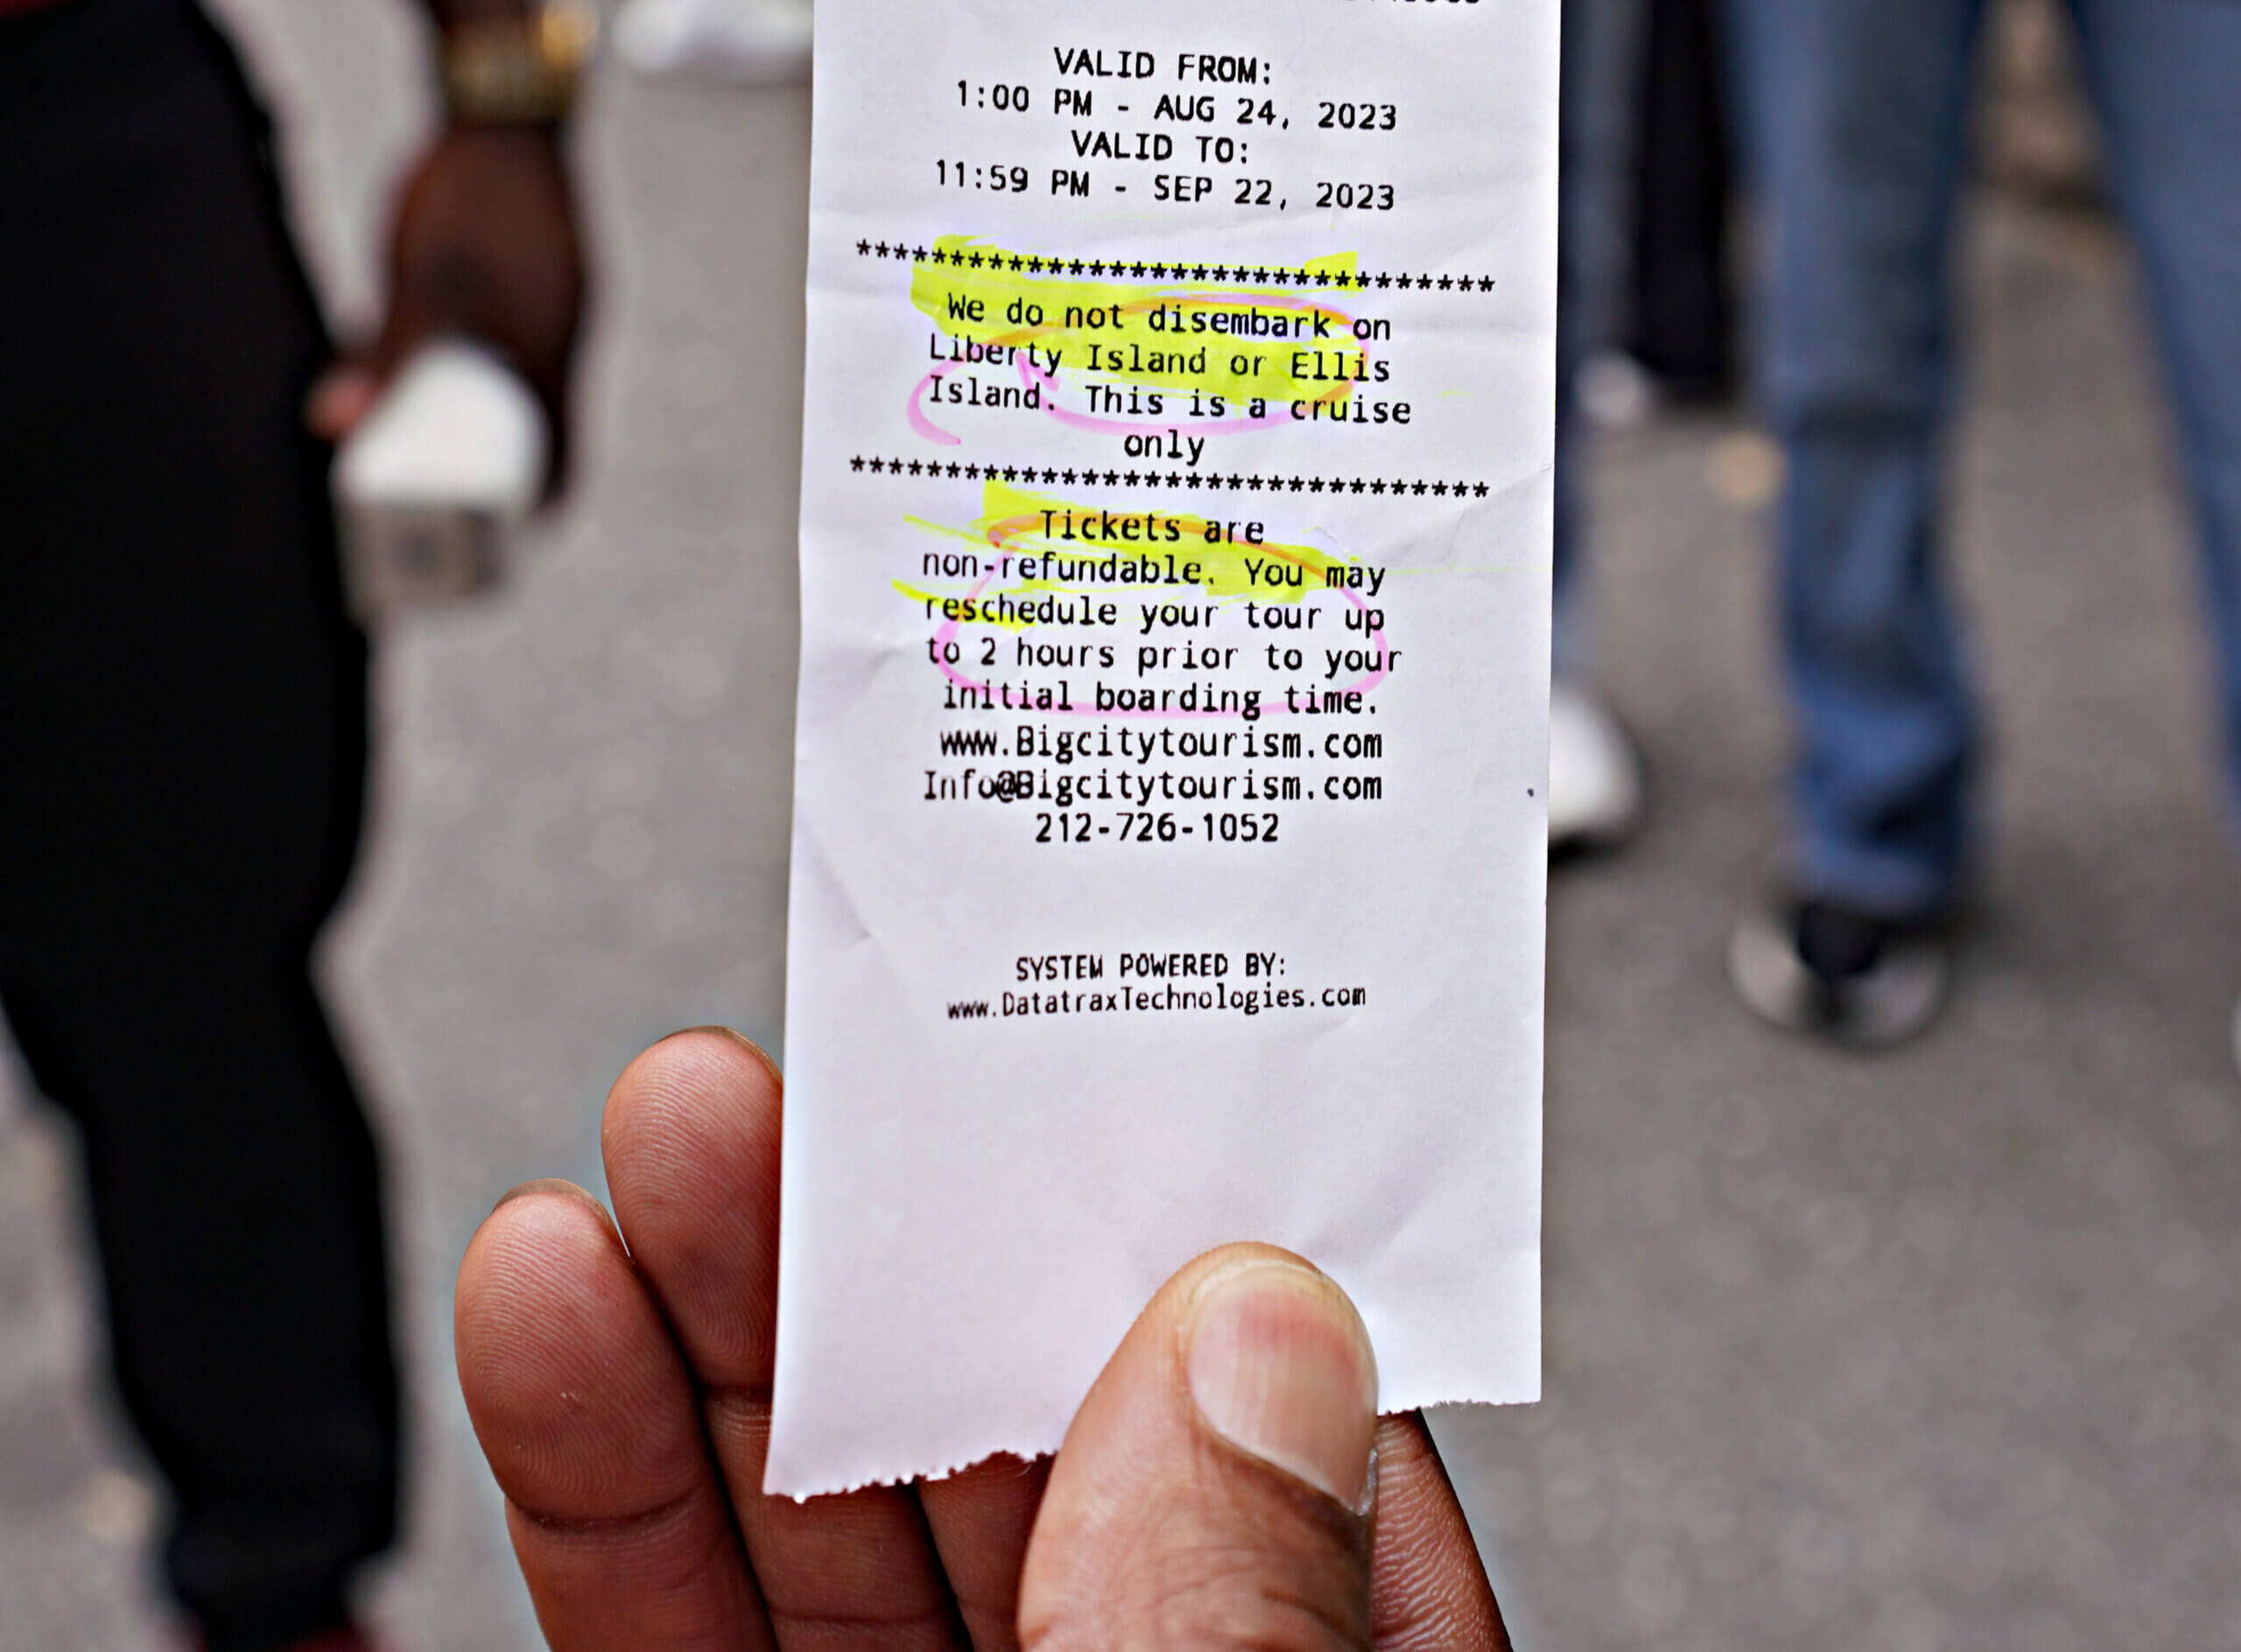 VALID FROM:
1:00 PM - AUG 24, 2023
VALID TO:
11:59 PM - SEP 22, 2023
*********************************
We do not disembark on
Liberty Island or Ellis
Island. This is a cruise
only
*********************************
Tickets are
non-refundable. You may
reschedule your tour up
to 2 hours prior to your
initial boarding time.
www.Bigcitytourism.com
Info@Bigcitytourism.com
212-726-1052
SYSTEM POWERED BY:
www.DatatraxTechnologies.com